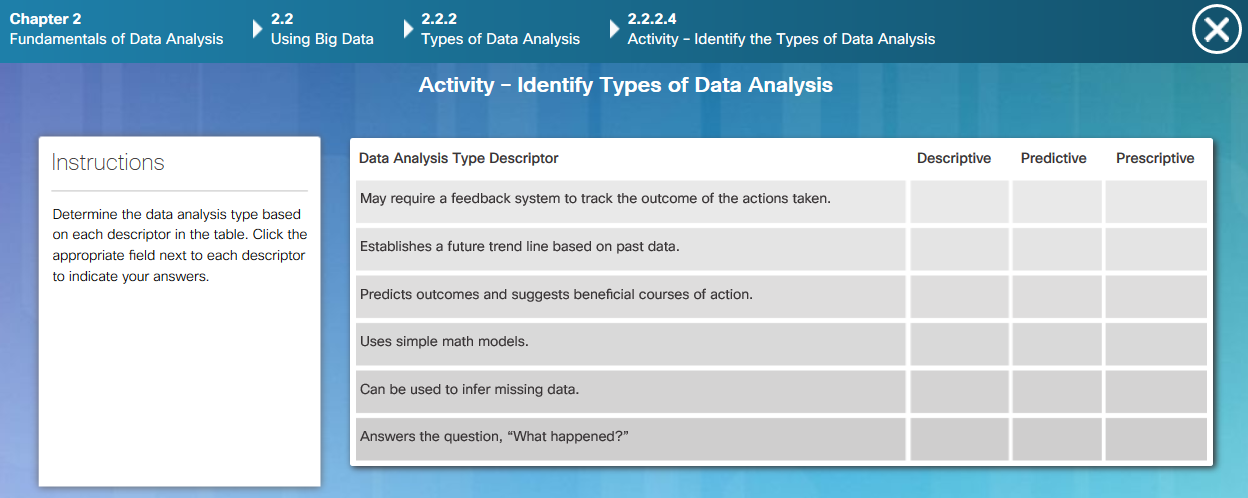 Chapter 2
Fundamentals of Data Analysis
2.2
Using Big Data
2.2.2
Types of Data Analysis
2.2.2.4
Activity – Identify the Types of Data Analysis
Activity – Identify Types of Data Analysis
Instructions
Determine the data analysis type based
on each descriptor in the table. Click the
appropriate field next to each descriptor
to indicate your answers.
Data Analysis Type Descriptor Descriptive Predictive Prescriptive
May require a feedback system to track the outcome of the actions taken.
Establishes a future trend line based on past data.
Predicts outcomes and suggests beneficial courses of action.
Uses simple math models.
Can be used to infer missing data.
Answers the question, “What happened?”